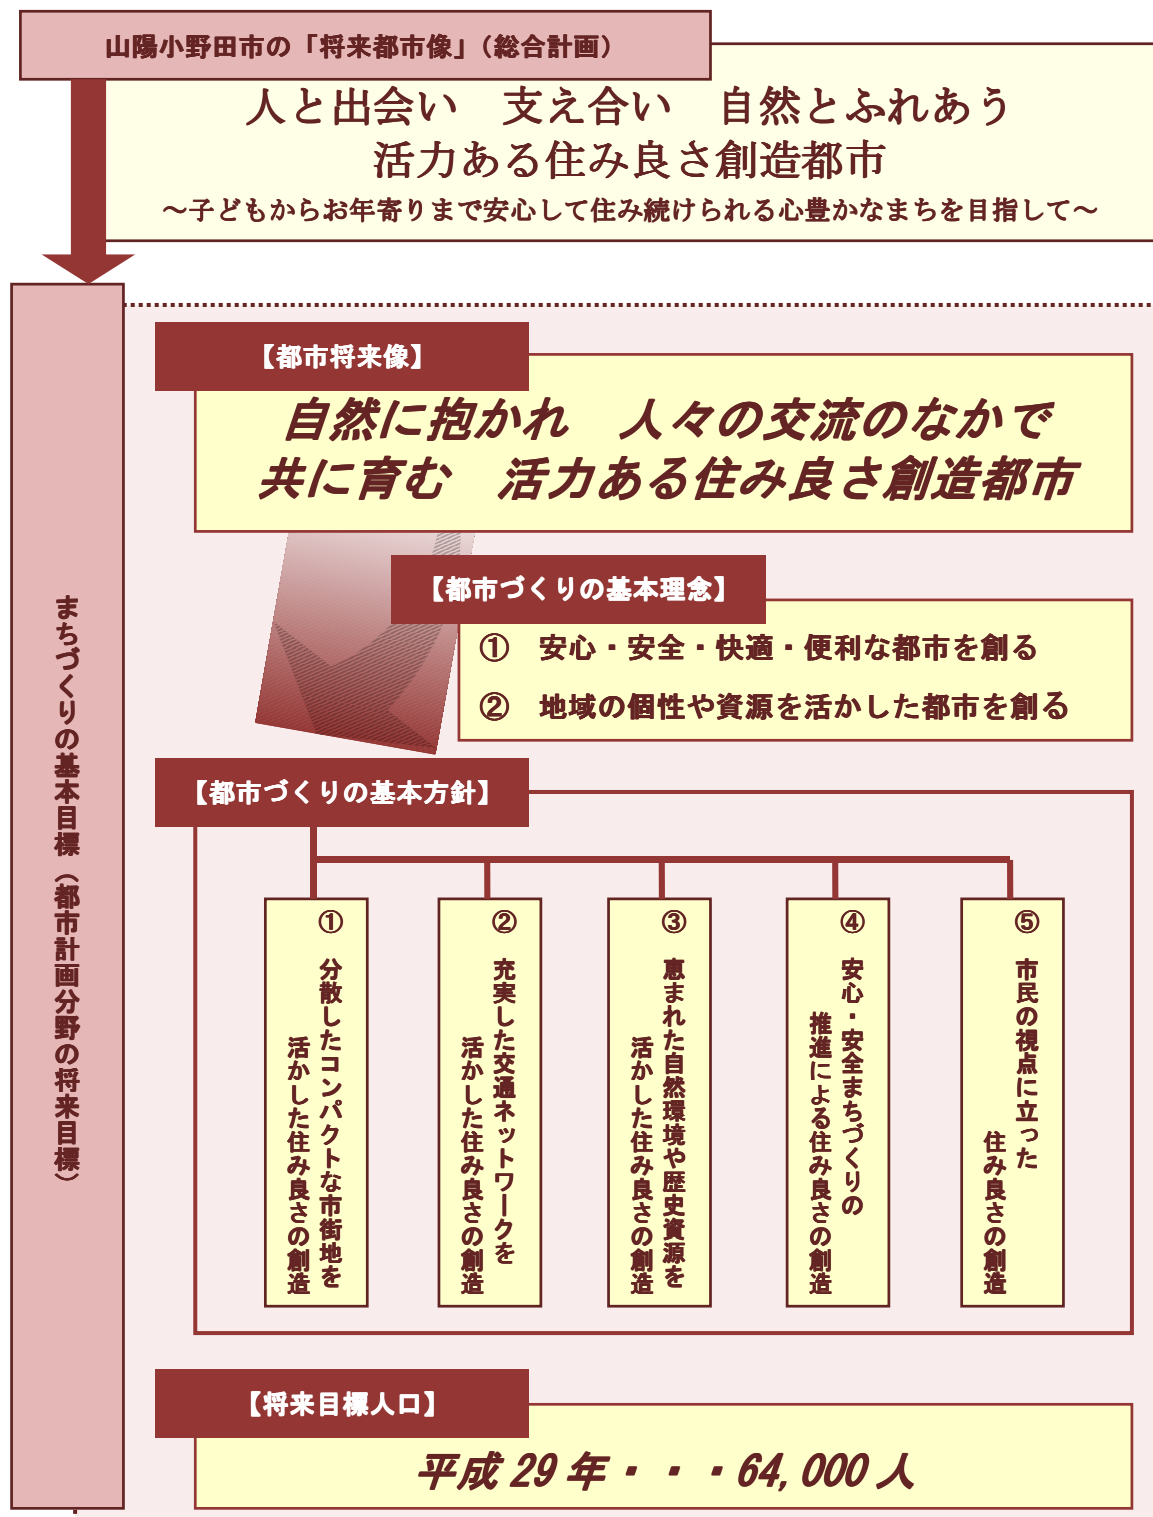 山陽小野田市の「将来都市像」（総合計画）
人と出会い　支え合い　自然とふれあう
活力ある住み良さ創造都市
～子どもからお年寄りまで安心して住み続けられる心豊かなまちを目指して～
まちづくりの基本目標（都市計画分野の将来目標）
【都市将来像】
自然に抱かれ　人々の交流のなかで
共に育む　活力ある住み良さ創造都市
【都市づくりの基本理念】
①　安心・安全・快適・便利な都市を創る
②　地域の個性や資源を活かした都市を創る
【都市づくりの基本方針】
①　分散したコンパクトな市街地を
活かした住み良さの創造
②　充実した交通ネットワークを
活かした住み良さの創造
③　恵まれた自然環境や歴史資源を
活かした住み良さの創造
④　安心・安全まちづくりの
推進による住み良さの創造
⑤　市民の視点に立った
住み良さの創造
【将来目標人口】
平成 29 年・・・64,000 人